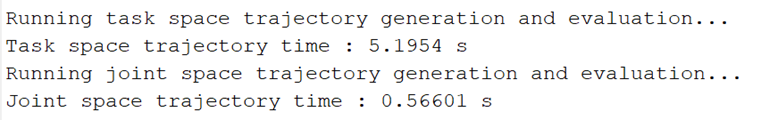 Running task space trajectory generation and evaluation...
Task space trajectory time : 5.1954 s
Running joint space trajectory generation and evaluation...
Joint space trajectory time : 0.56601 s